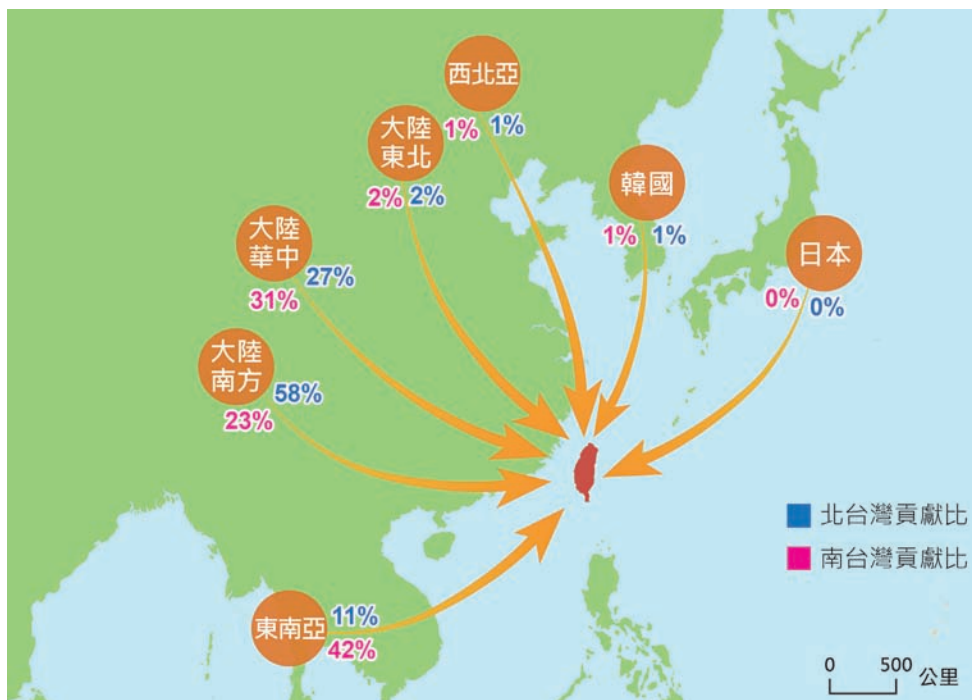 西北亞
1% 1%
大陸
東北
2% 2%
韓國
1% 1%
大陸
華中
27%
31%
日本
0%
0%
大陸
南方
58%
23%
北台灣貢獻比
南台灣貢獻比
東南亞
11%
42%
0 500 公里